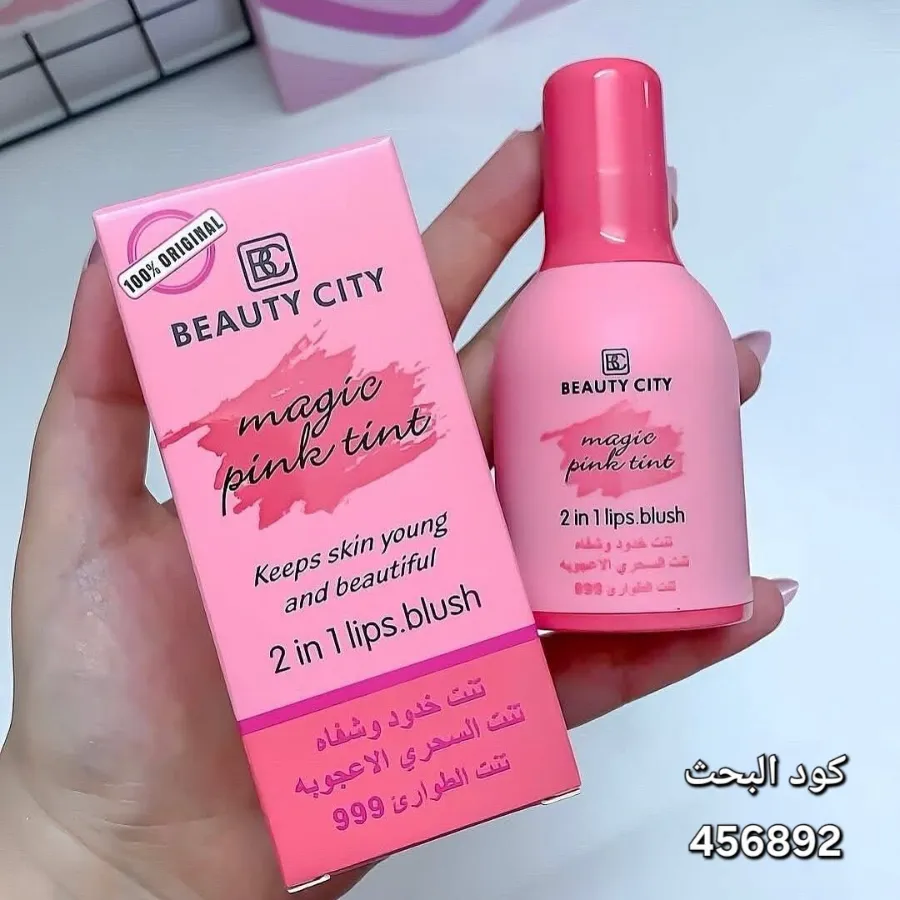 100% ORIGINAL
BC
BEAUTY CITY
magic
pink tint
Keeps skin young
and beautiful
2 in 1 lips.blush
تنت خدود وشفاه
تنت السحري الاعجوبه
تنت الطوارئ 999
BC
BEAUTY CITY
magic
pink tint
2 in 1 lips.blush
تنت خدود وشفاه
تنت السحري الاعجوبه
تنت الطوارئ 999
كود البحث
456892